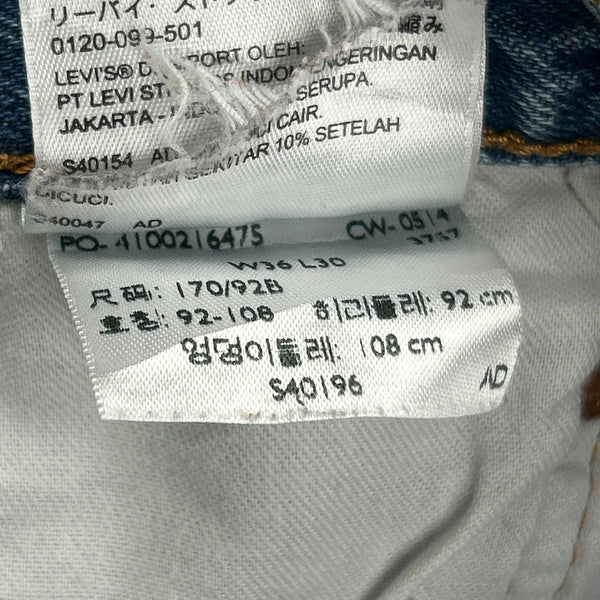 リーバイ・ス
0120-099-501
LEVI'S® D PORT OLEH:
PT LEVI ST INDO GERINGAN
JAKARTA - SERUPA.
CAIR.
S40154 AD SEKITAR 10% SETELAH
DICUCI.
S40047 AD
PO- 4100216475 CW- 0514
3757
W36 L30
尺码: 170/92B
호칭: 92-108 허리둘레: 92 cm
엉덩이둘레: 108 cm
S40196 AD